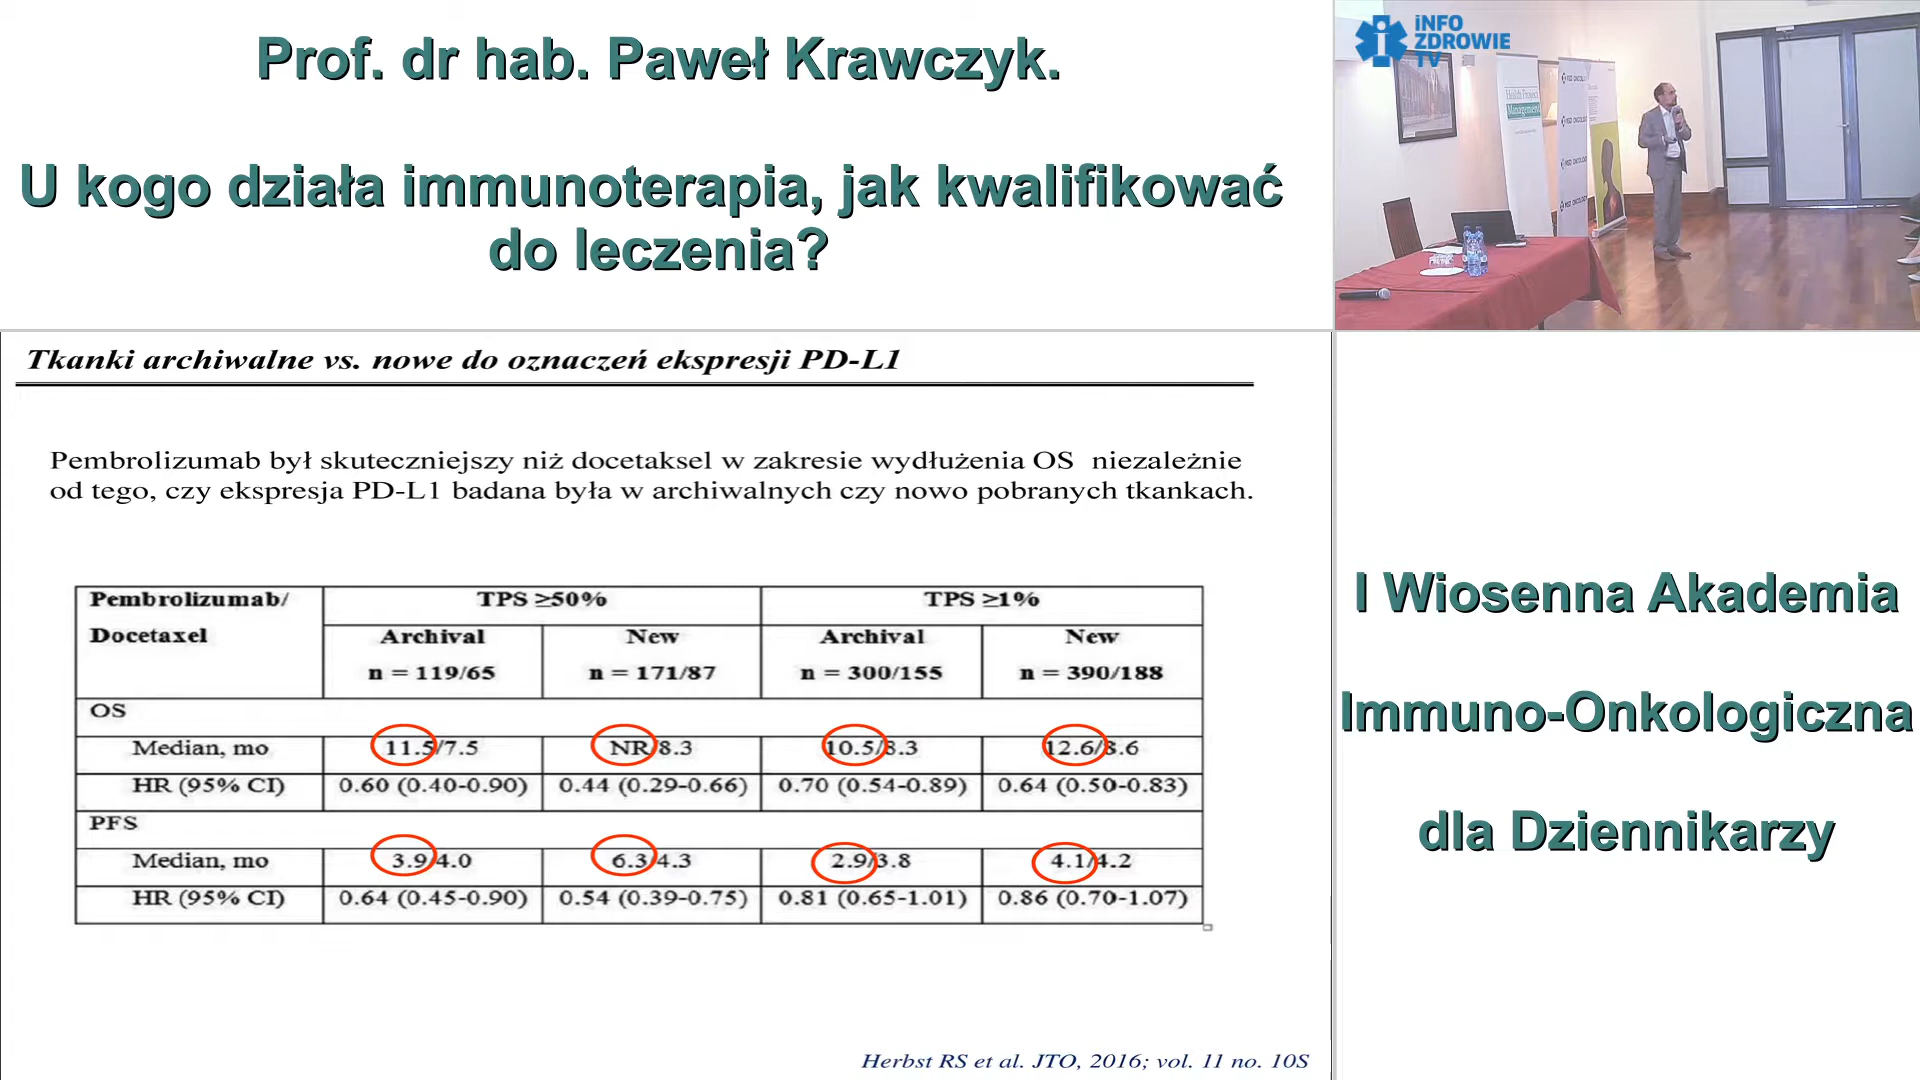 Prof. dr hab. Paweł Krawczyk.
U kogo działa immunoterapia, jak kwalifikować
do leczenia?
iNFO
ZDROWIE
TV
Health Project
Management
MSD ONCOLOGY
Tkanki archiwalne vs. nowe do oznaczeń ekspresji PD-L1
Pembrolizumab był skuteczniejszy niż docetaksel w zakresie wydłużenia OS niezależnie
od tego, czy ekspresja PD-L1 badana była w archiwalnych czy nowo pobranych tkankach.
Pembrolizumab/ TPS ≥50% TPS ≥1%
Docetaxel Archival New Archival New
n = 119/65 n = 171/87 n = 300/155 n = 390/188
OS
Median, mo 11.5/7.5 NR/8.3 10.5/8.3 12.6/8.6
HR (95% CI) 0.60 (0.40-0.90) 0.44 (0.29-0.66) 0.70 (0.54-0.89) 0.64 (0.50-0.83)
PFS
Median, mo 3.9/4.0 6.3/4.3 2.9/3.8 4.1/4.2
HR (95% CI) 0.64 (0.45-0.90) 0.54 (0.39-0.75) 0.81 (0.65-1.01) 0.86 (0.70-1.07)
Herbst RS et al. JTO, 2016; vol. 11 no. 10S
I Wiosenna Akademia
Immuno-Onkologiczna
dla Dziennikarzy